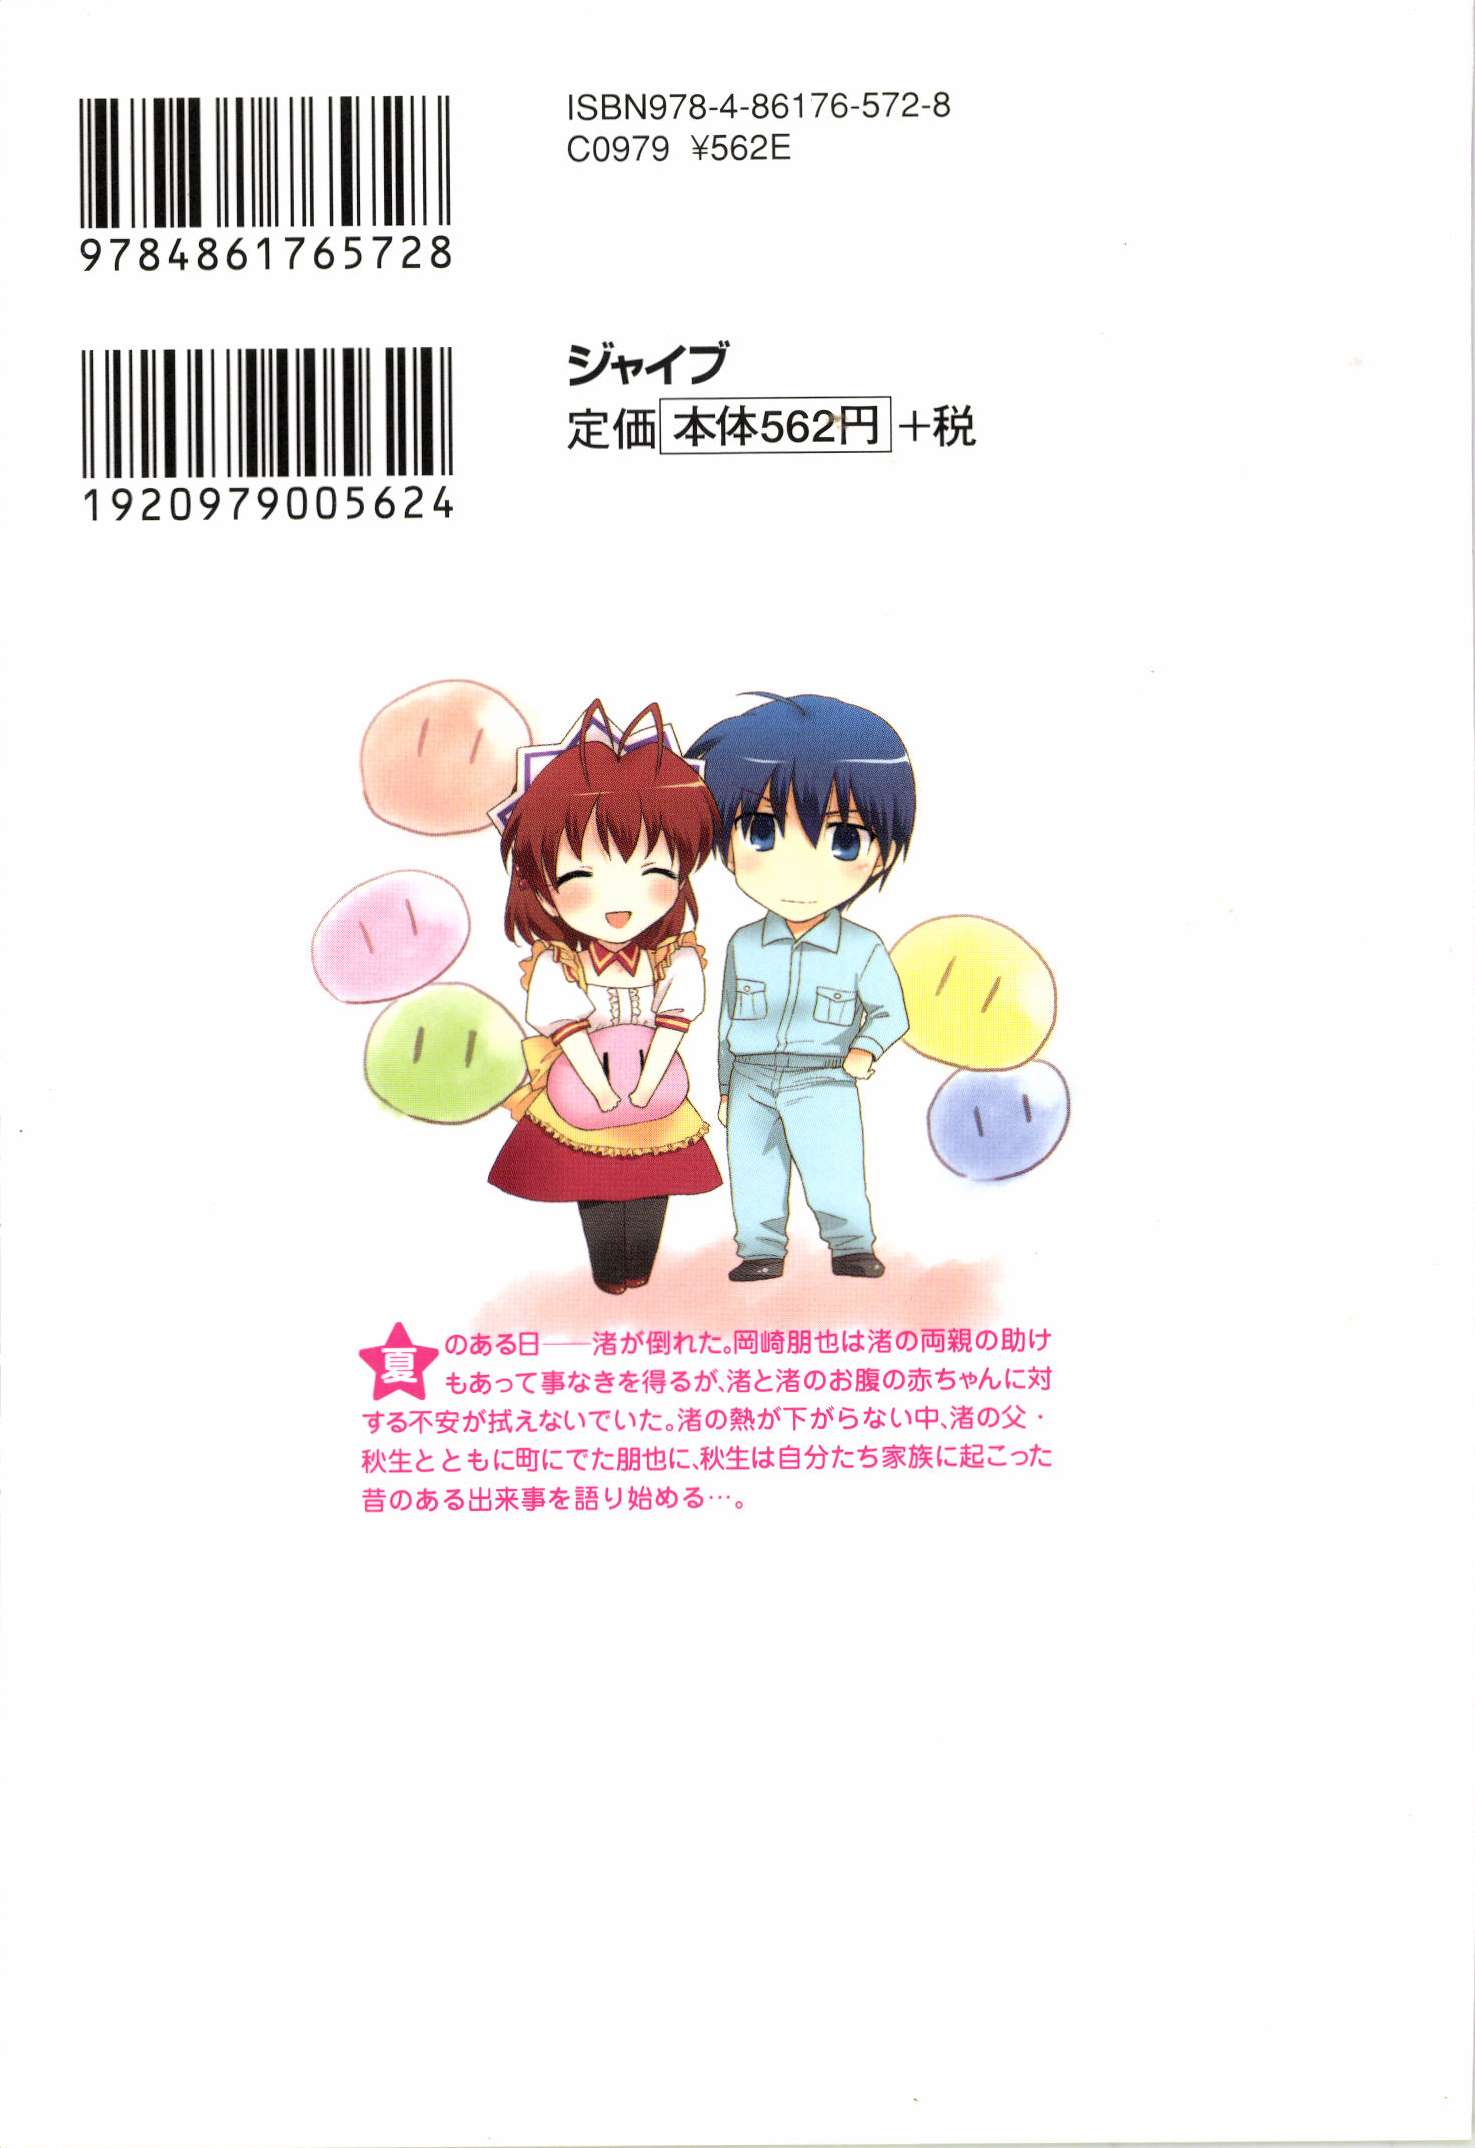 ISBN978-4-86176-572-8
C0979 ¥562E
9784861765728
ジャイブ
定価 本体562円 +税
1920979005624
夏のある日――渚が倒れた。岡崎朋也は渚の両親の助け
もあって事なきを得るが、渚と渚のお腹の赤ちゃんに対
する不安が拭えないでいた。渚の熱が下がらない中、渚の父・
秋生とともに町にでた朋也に、秋生は自分たち家族に起こった
昔のある出来事を語り始める…。